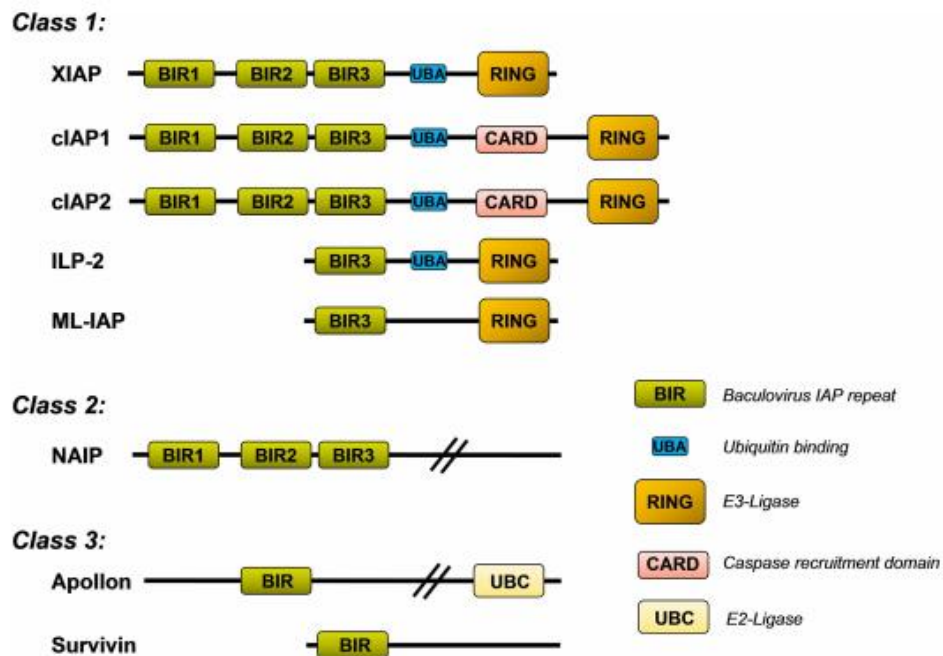 Class 1:
XIAP BIR1 BIR2 BIR3 UBA RING
cIAP1 BIR1 BIR2 BIR3 UBA CARD RING
cIAP2 BIR1 BIR2 BIR3 UBA CARD RING
ILP-2 BIR3 UBA RING
ML-IAP BIR3 RING
Class 2:
NAIP BIR1 BIR2 BIR3
Class 3:
Apollon BIR UBC
Survivin BIR
BIR Baculovirus IAP repeat
UBA Ubiquitin binding
RING E3-Ligase
CARD Caspase recruitment domain
UBC E2-Ligase